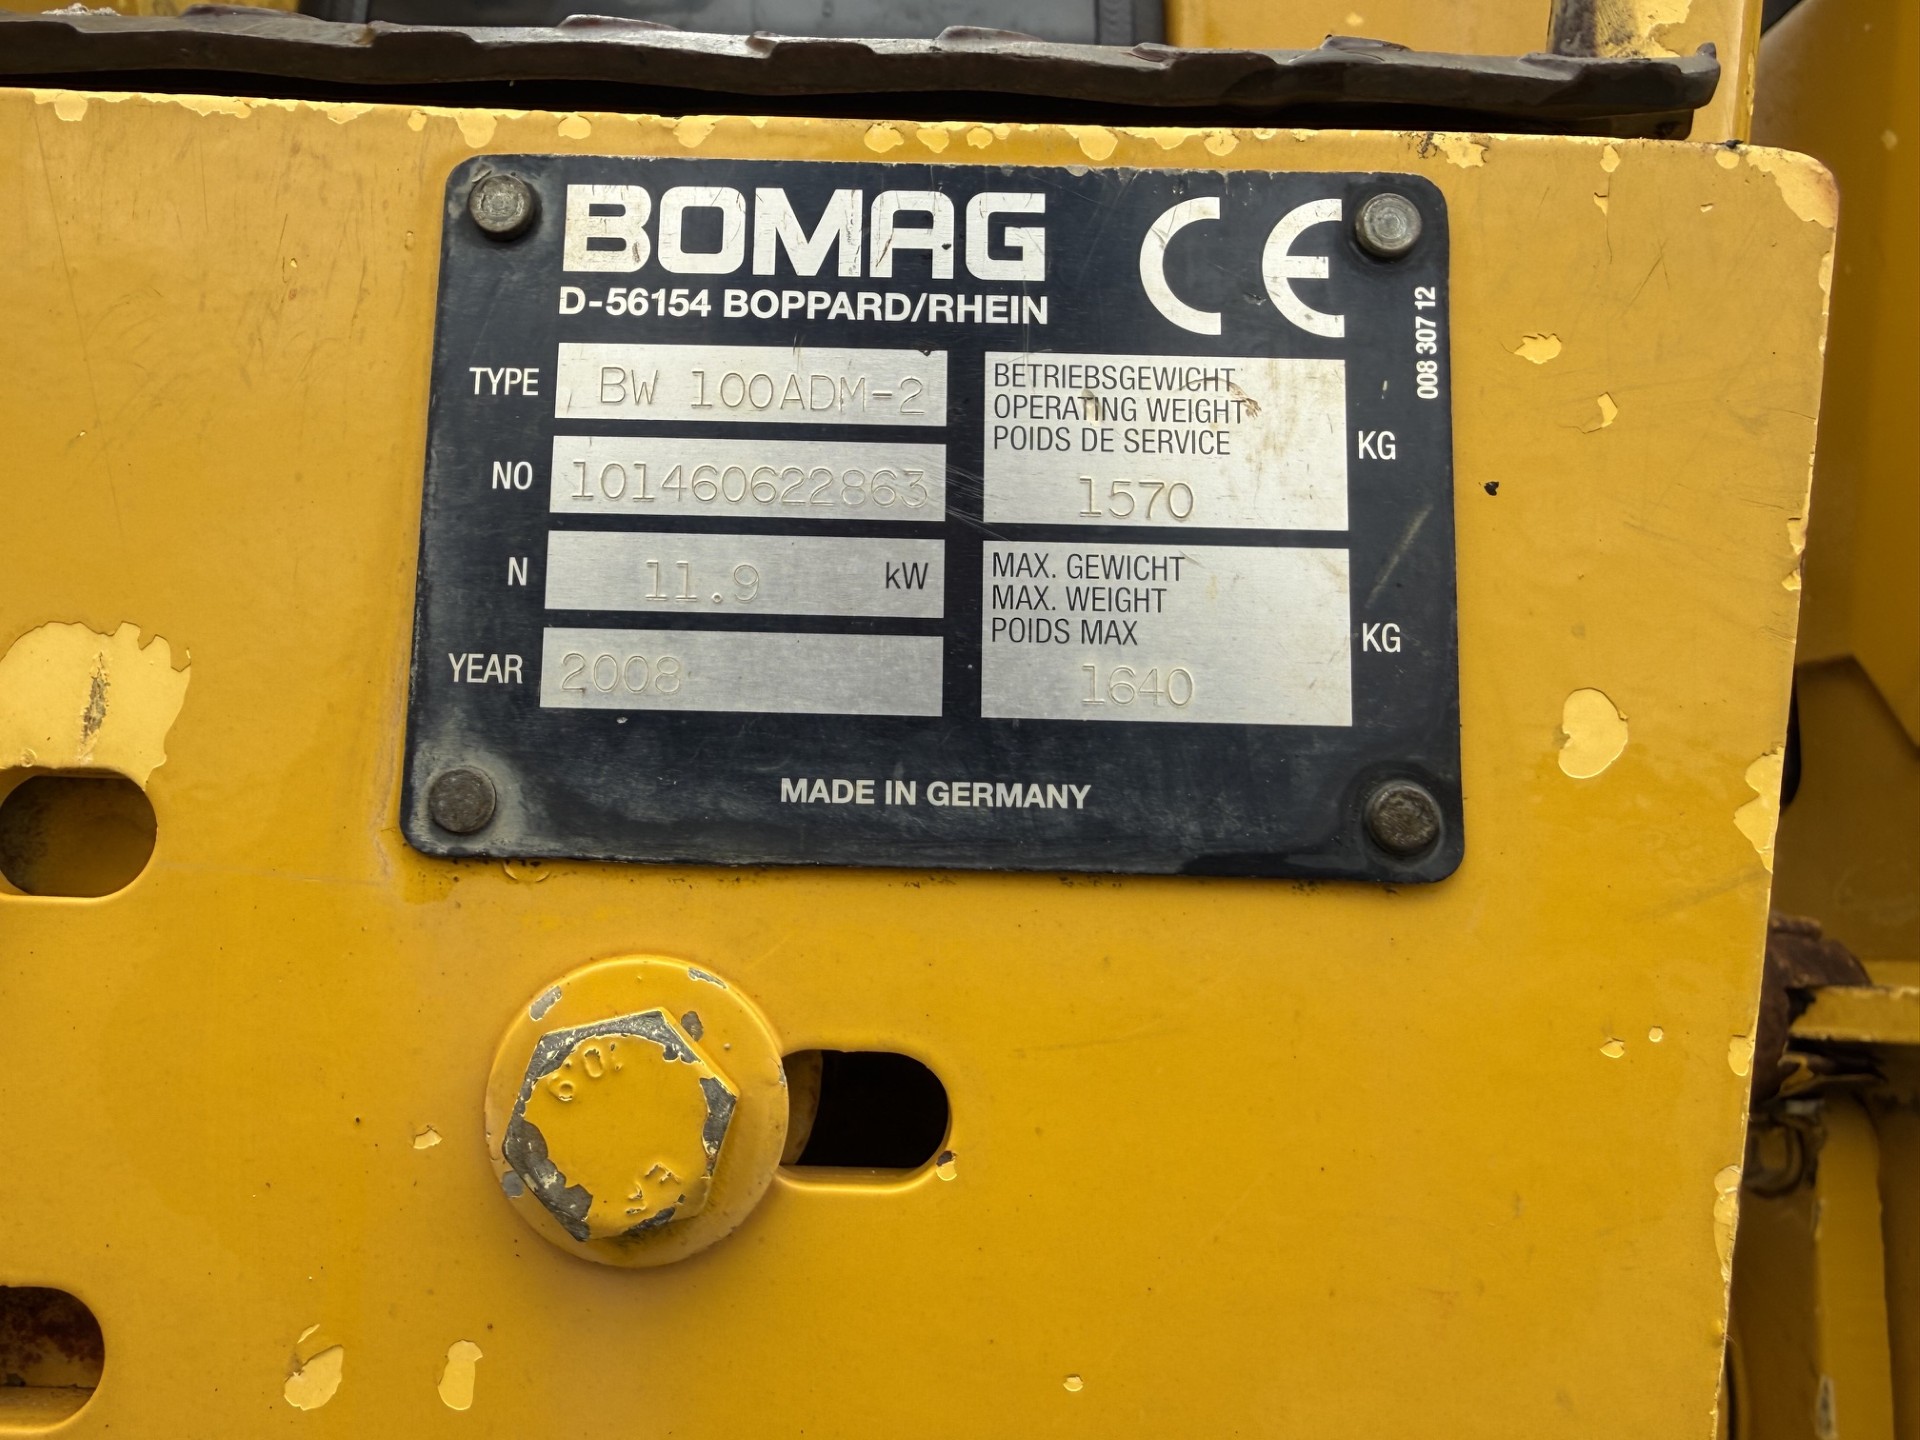 BOMAG
CE
D-56154 BOPPARD/RHEIN
008 307 12
TYPE BW 100ADM-2
NO 101460622863
N 11.9 kW
YEAR 2008
BETRIEBSGEWICHT
OPERATING WEIGHT
POIDS DE SERVICE
1570 KG
MAX. GEWICHT
MAX. WEIGHT
POIDS MAX
1640 KG
MADE IN GERMANY